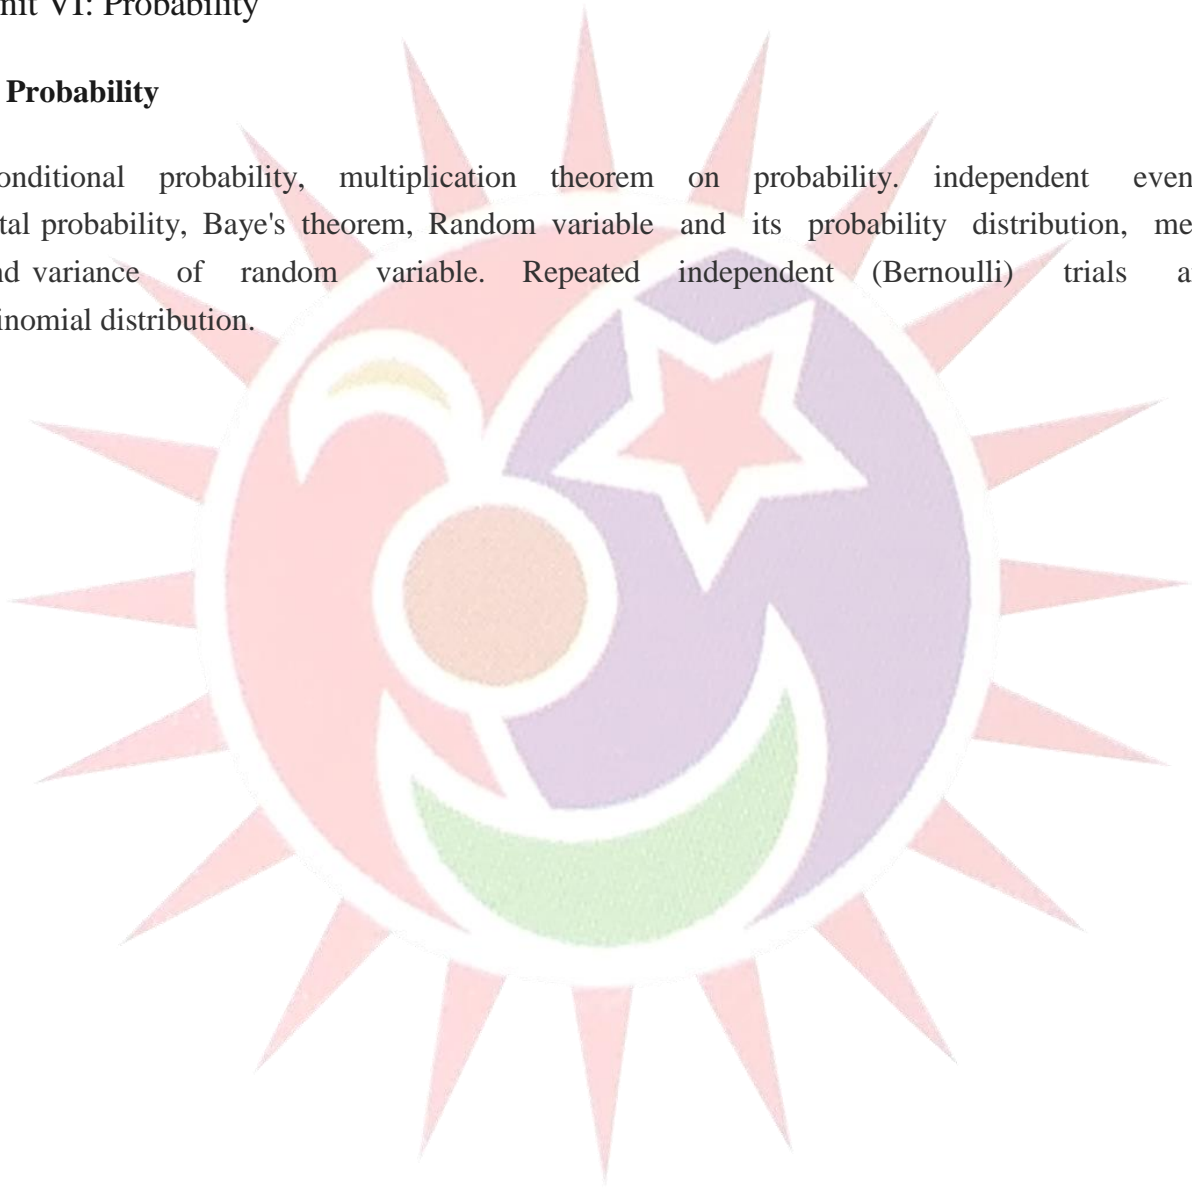 nit VI: Probability
Probability
onditional probability, multiplication theorem on probability. independent even
tal probability, Baye's theorem, Random variable and its probability distribution, me
nd variance of random variable. Repeated independent (Bernoulli) trials a
inomial distribution.